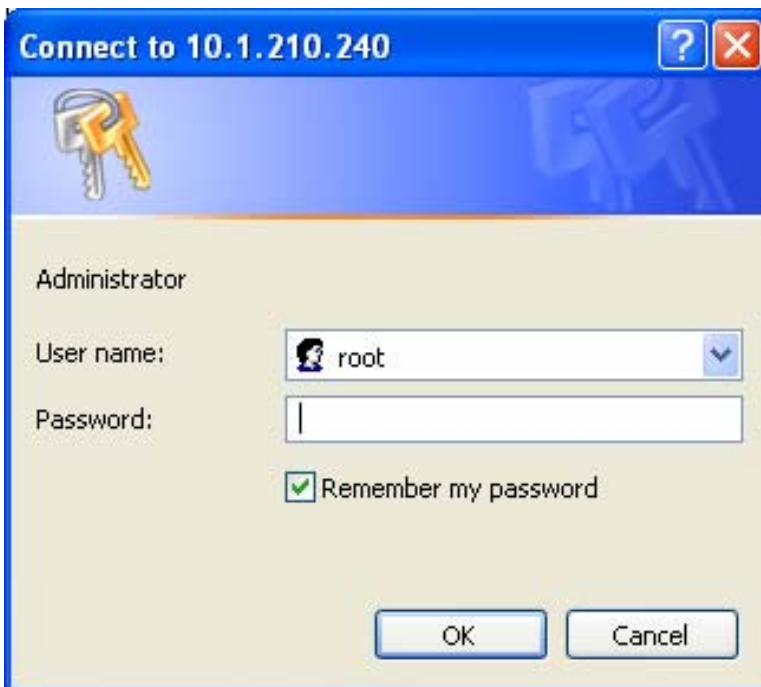 Connect to 10.1.210.240
?
Administrator
User name:
root
Password:
Remember my password
OK
Cancel